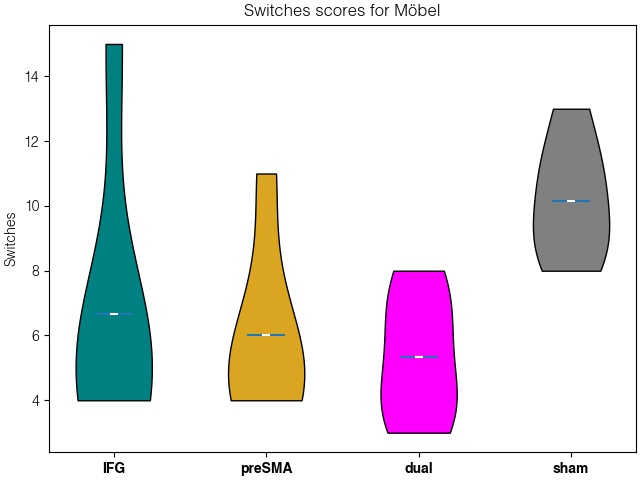 Switches scores for Möbel
Switches
14
12
10
8
6
4
IFG
preSMA
dual
sham